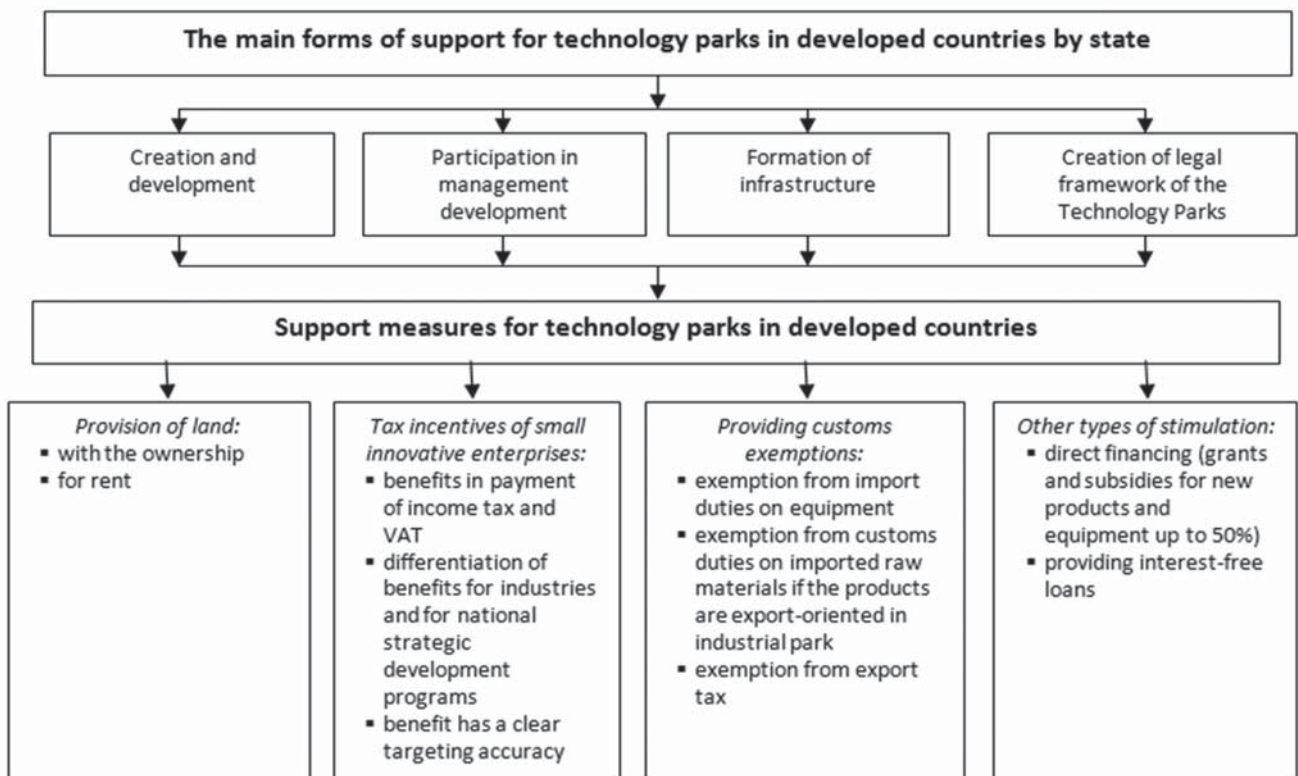 The main forms of support for technology parks in developed countries by state
Creation and
development
Participation in
management
development
Formation of
infrastructure
Creation of legal
framework of the
Technology Parks
Support measures for technology parks in developed countries
Provision of land:
▪ with the ownership
▪ for rent
Tax incentives of small
innovative enterprises:
▪ benefits in payment
of income tax and
VAT
▪ differentiation of
benefits for industries
and for national
strategic
development
programs
▪ benefit has a clear
targeting accuracy
Providing customs
exemptions:
▪ exemption from import
duties on equipment
▪ exemption from customs
duties on imported raw
materials if the products
are export-oriented in
industrial park
▪ exemption from export
tax
Other types of stimulation:
▪ direct financing (grants
and subsidies for new
products and
equipment up to 50%)
▪ providing interest-free
loans